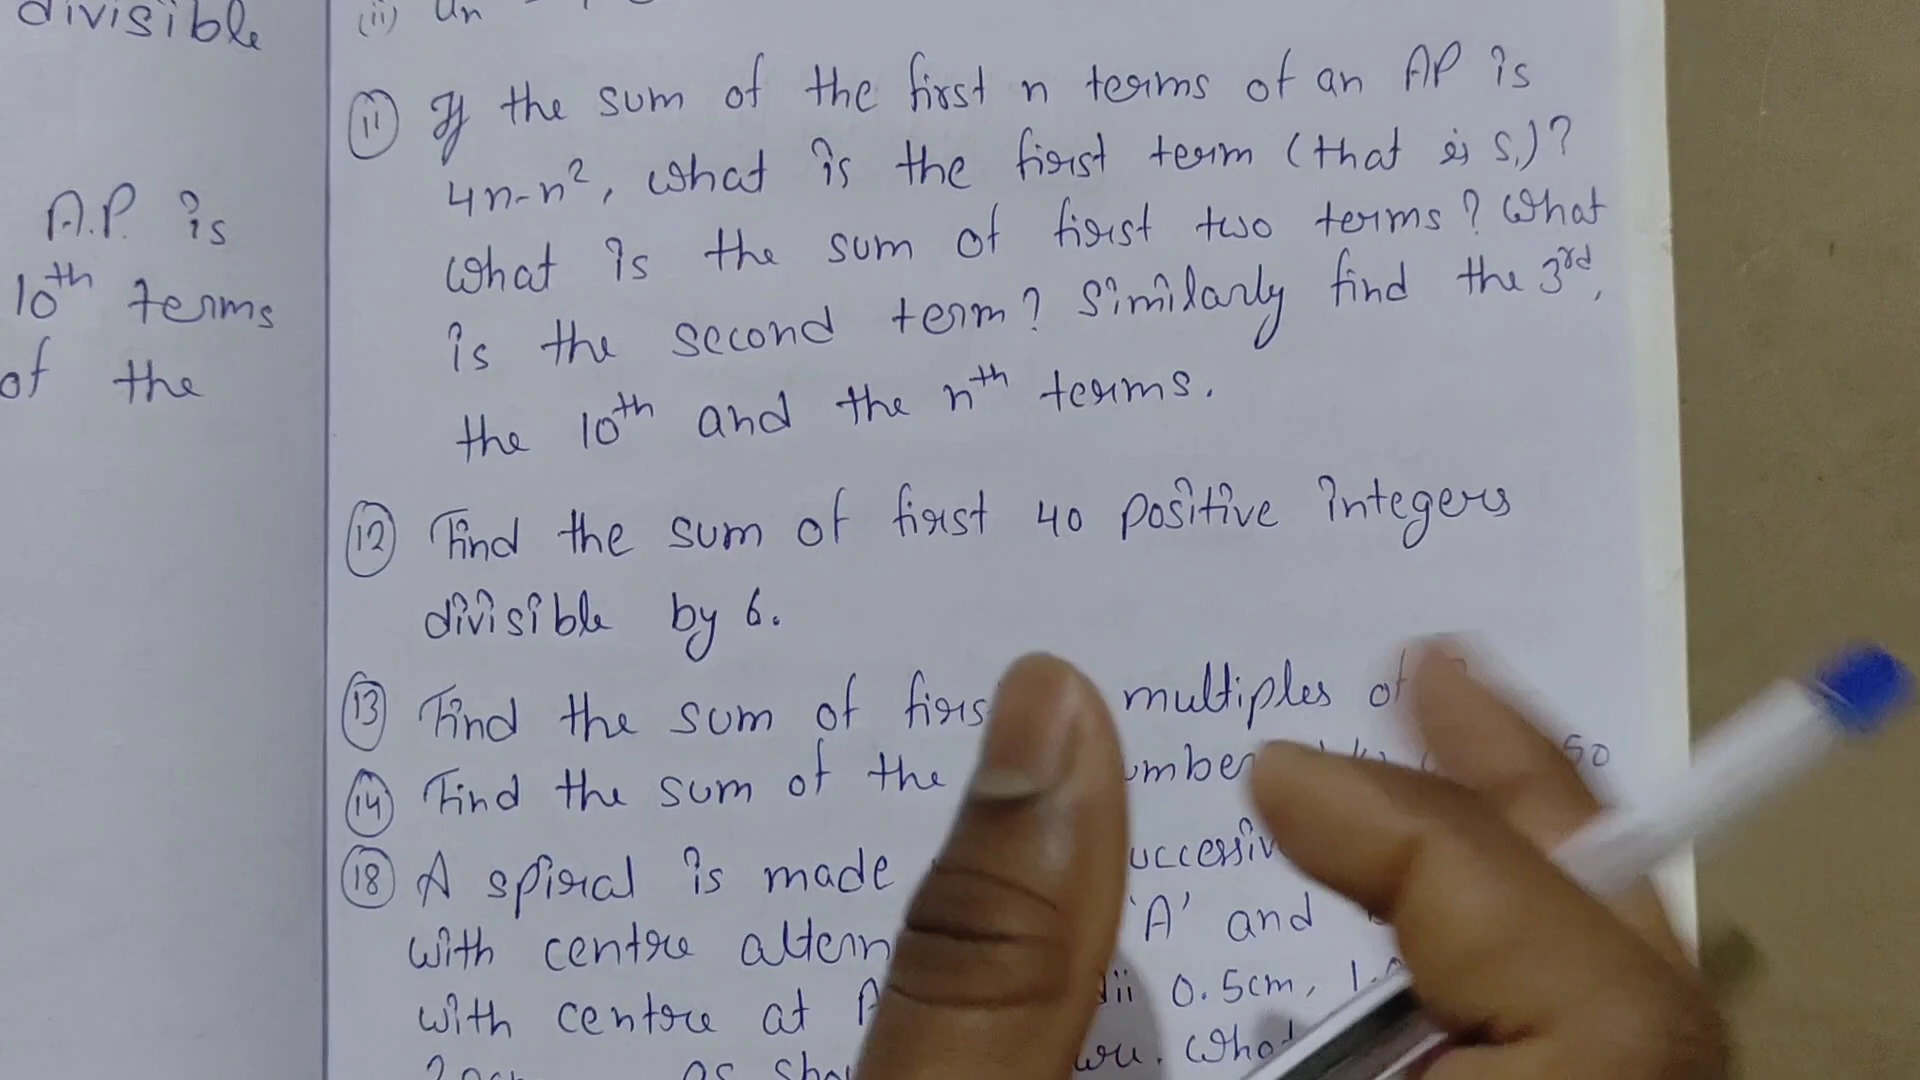 divisible
A.P. is
10th terms
of the
(ii) an
(11) If the sum of the first n terms of an AP is
4n-n², what is the first term (that is S₁)?
What is the sum of first two terms? What
is the second term? Similarly find the 3rd,
the 10th and the nth terms.
(12) Find the sum of first 40 positive integers
divisible by 6.
(13) Find the sum of multiples of
(14) Find the sum of the 50
(18) A spiral is made
with centre 'A' and
with centre at 0.5cm,